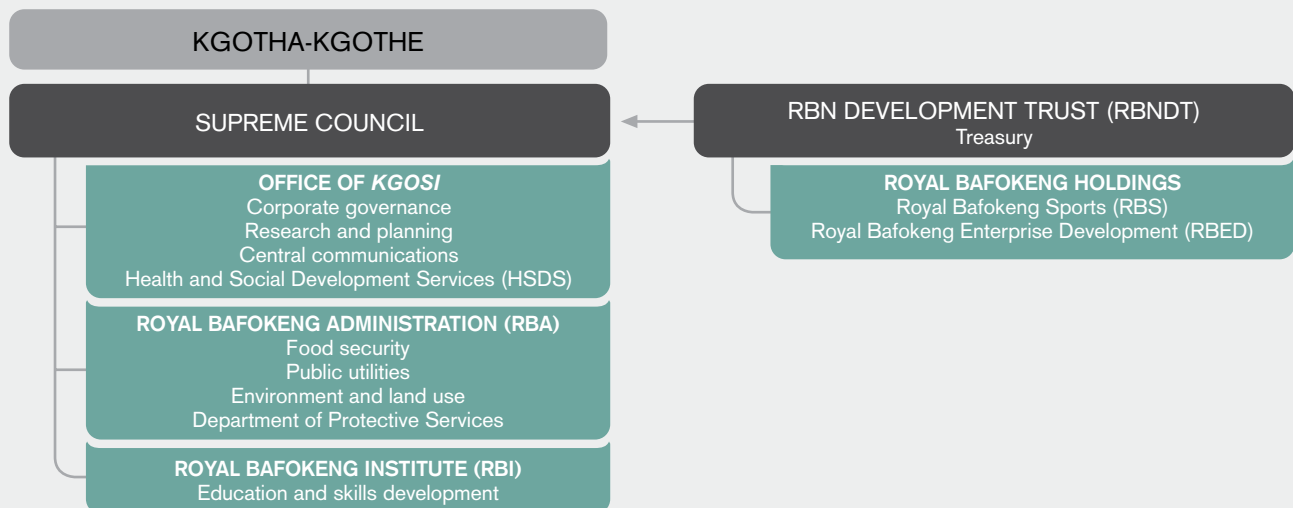 KGOTHA-KGOTHE
SUPREME COUNCIL
OFFICE OF KGOSI
Corporate governance
Research and planning
Central communications
Health and Social Development Services (HSDS)
ROYAL BAFOKENG ADMINISTRATION (RBA)
Food security
Public utilities
Environment and land use
Department of Protective Services
ROYAL BAFOKENG INSTITUTE (RBI)
Education and skills development
RBN DEVELOPMENT TRUST (RBNDT)
Treasury
ROYAL BAFOKENG HOLDINGS
Royal Bafokeng Sports (RBS)
Royal Bafokeng Enterprise Development (RBED)